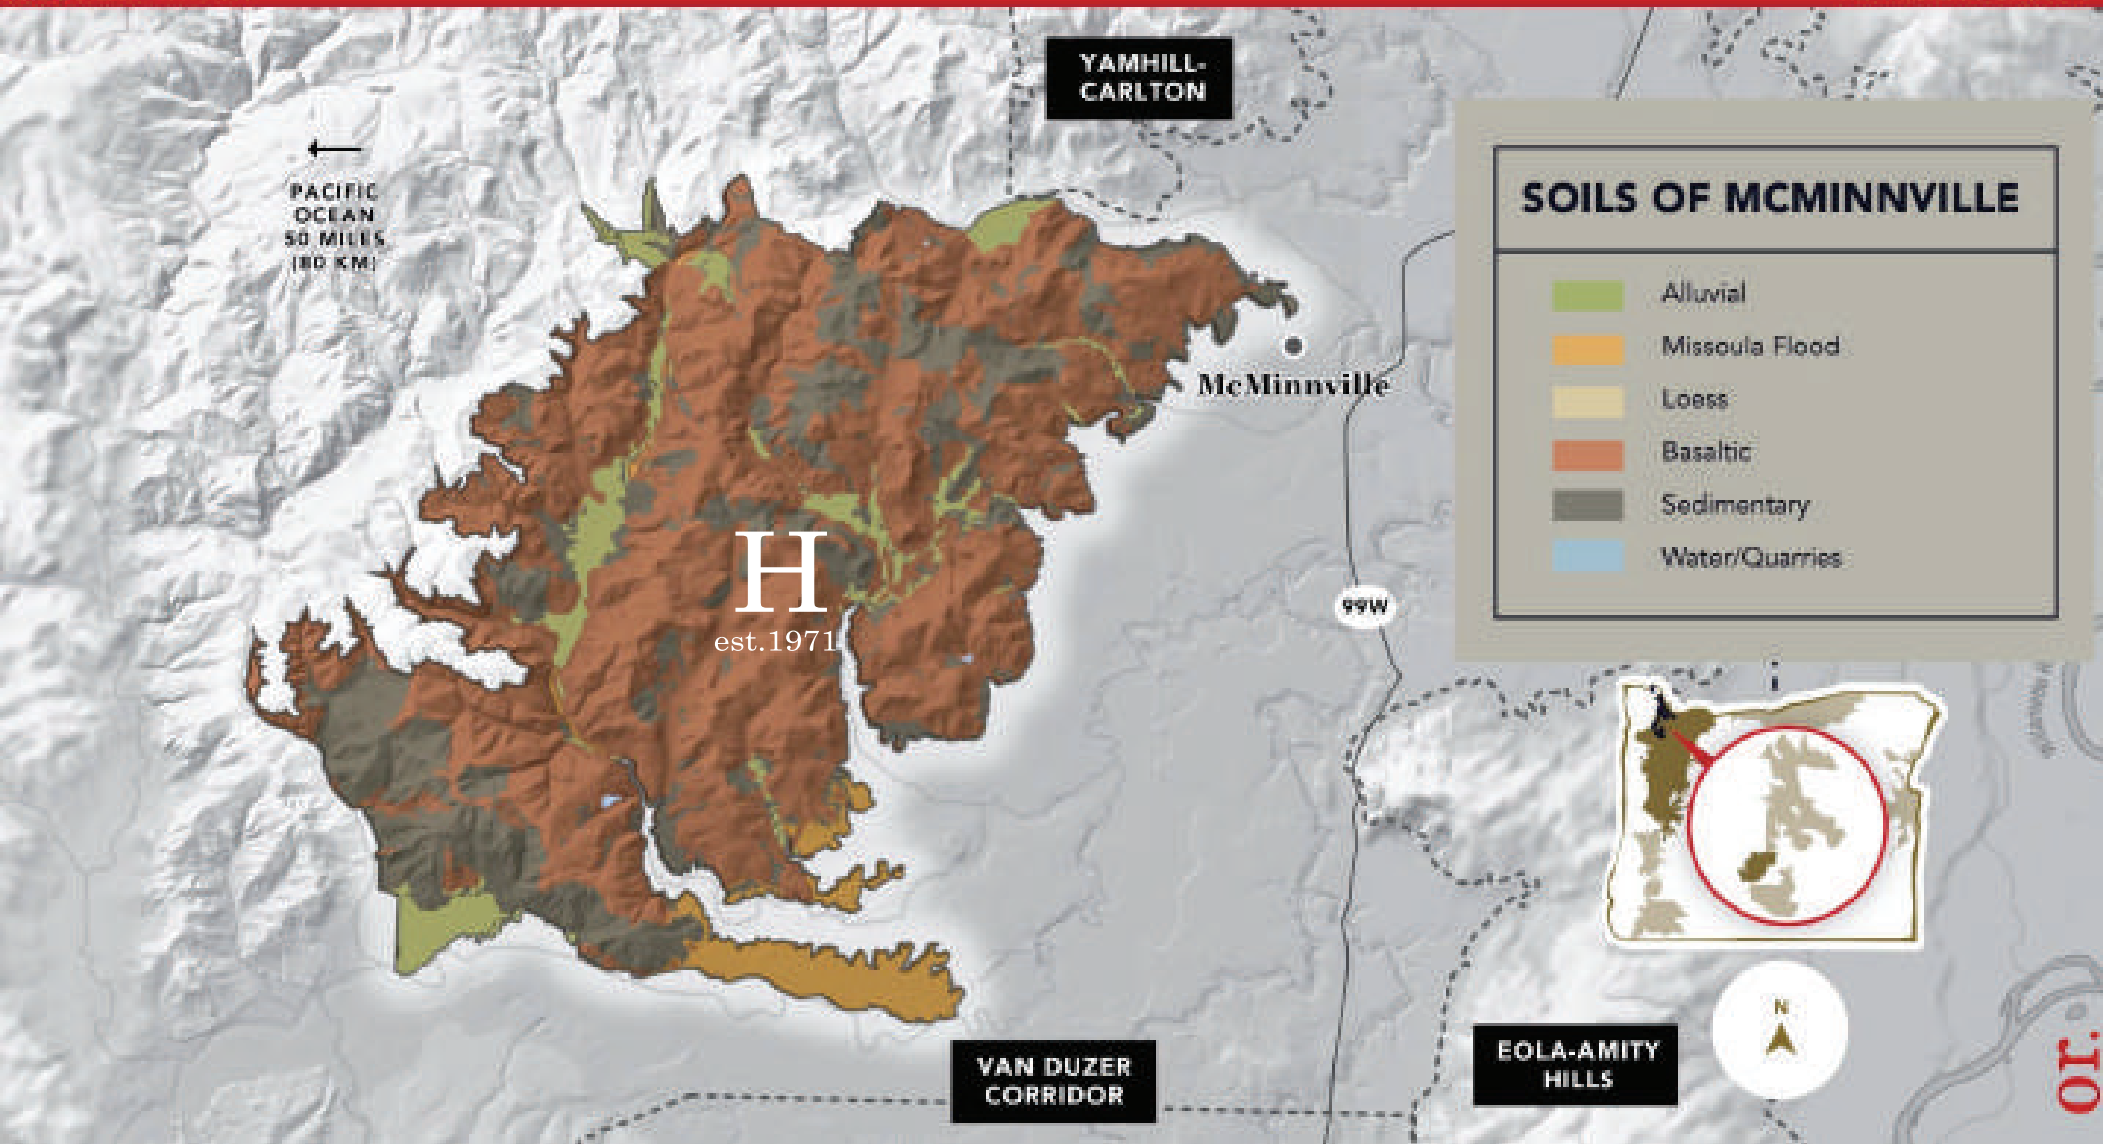 YAMHILL-
CARLTON
PACIFIC
OCEAN
50 MILES
(80 KM)
SOILS OF MCMINNVILLE
Alluvial
Missoula Flood
Loess
Basaltic
Sedimentary
Water/Quarries
McMinnville
H
est.1971
99W
N
VAN DUZER
CORRIDOR
EOLA-AMITY
HILLS
or.